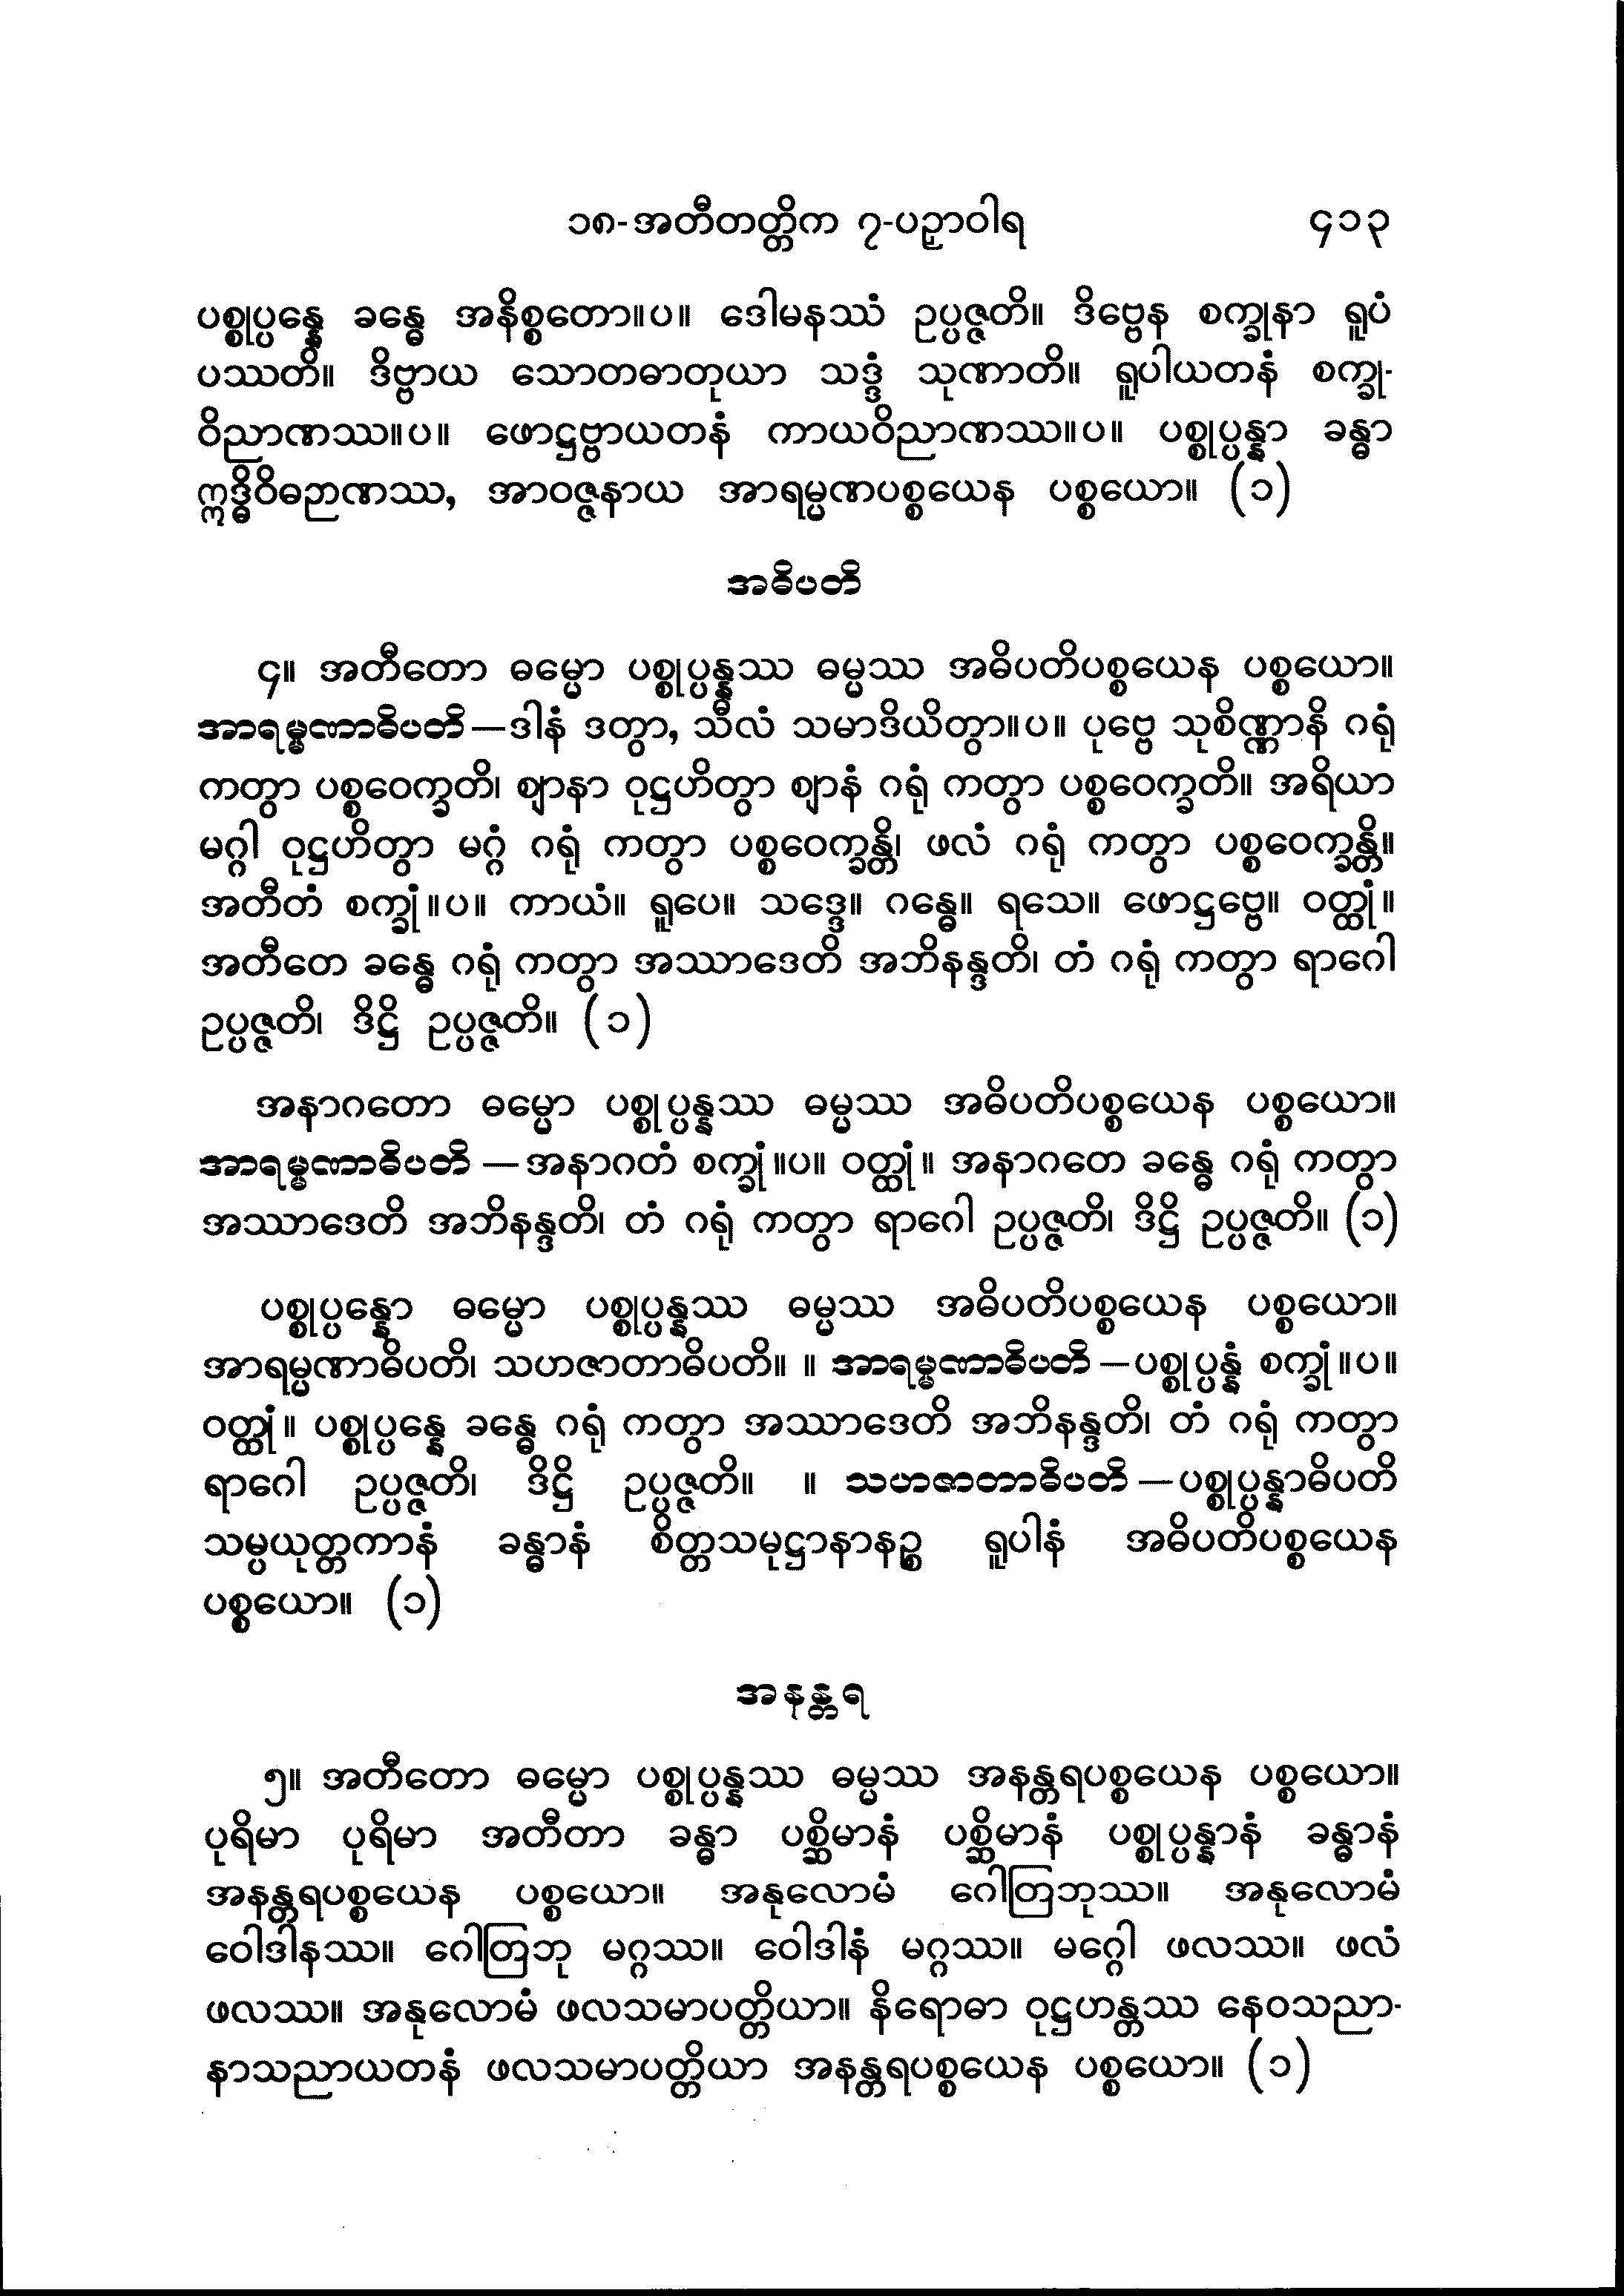 ၁၈-အတီတတ္တိက ၇-ပဉှာဝါရ ၄၁၃
ပစ္စုပ္ပန္နေ ခန္ဓေ အနိစ္စတော။ပ။ ဒေါမနဿံ ဥပ္ပဇ္ဇတိ။ ဒိဗ္ဗေန စက္ခုနာ ရူပံ
ပဿတိ။ ဒိဗ္ဗာယ သောတဓာတုယာ သဒ္ဒံ သုဏာတိ။ ရူပါယတနံ စက္ခု-
ဝိညာဏဿ။ပ။ ဖောဋ္ဌဗ္ဗာယတနံ ကာယဝိညာဏဿ။ပ။ ပစ္စုပ္ပန္နာ ခန္ဓာ
ဣဒ္ဓိဝိဓဉာဏဿ, အာဝဇ္ဇနာယ အာရမ္မဏပစ္စယေန ပစ္စယော။ (၁)
အဓိပတိ
၄။ အတီတော ဓမ္မော ပစ္စုပ္ပန္နဿ ဓမ္မဿ အဓိပတိပစ္စယေန ပစ္စယော။
အာရမ္မဏာဓိပတိ—ဒါနံ ဒတွာ, သီလံ သမာဒိယိတွာ။ပ။ ပုဗ္ဗေ သုစိဏ္ဏာနိ ဂရုံ
ကတွာ ပစ္စဝေက္ခတိ၊ ဈာနာ ဝုဋ္ဌဟိတွာ ဈာနံ ဂရုံ ကတွာ ပစ္စဝေက္ခတိ။ အရိယာ
မဂ္ဂါ ဝုဋ္ဌဟိတွာ မဂ္ဂံ ဂရုံ ကတွာ ပစ္စဝေက္ခန္တိ၊ ဖလံ ဂရုံ ကတွာ ပစ္စဝေက္ခန္တိ။
အတီတံ စက္ခုံ။ပ။ ကာယံ။ ရူပေ။ သဒ္ဒေ။ ဂန္ဓေ။ ရသေ။ ဖောဋ္ဌဗ္ဗေ။ ဝတ္ထုံ။
အတီတေ ခန္ဓေ ဂရုံ ကတွာ အဿာဒေတိ အဘိနန္ဒတိ၊ တံ ဂရုံ ကတွာ ရာဂေါ
ဥပ္ပဇ္ဇတိ၊ ဒိဋ္ဌိ ဥပ္ပဇ္ဇတိ။ (၁)
အနာဂတော ဓမ္မော ပစ္စုပ္ပန္နဿ ဓမ္မဿ အဓိပတိပစ္စယေန ပစ္စယော။
အာရမ္မဏာဓိပတိ —အနာဂတံ စက္ခုံ။ပ။ ဝတ္ထုံ။ အနာဂတေ ခန္ဓေ ဂရုံ ကတွာ
အဿာဒေတိ အဘိနန္ဒတိ၊ တံ ဂရုံ ကတွာ ရာဂေါ ဥပ္ပဇ္ဇတိ၊ ဒိဋ္ဌိ ဥပ္ပဇ္ဇတိ။ (၁)
ပစ္စုပ္ပန္နော ဓမ္မော ပစ္စုပ္ပန္နဿ ဓမ္မဿ အဓိပတိပစ္စယေန ပစ္စယော။
အာရမ္မဏာဓိပတိ၊ သဟဇာတာဓိပတိ။ ။ အာရမ္မဏာဓိပတိ —ပစ္စုပ္ပန္နံ စက္ခုံ။ပ။
ဝတ္ထုံ။ ပစ္စုပ္ပန္နေ ခန္ဓေ ဂရုံ ကတွာ အဿာဒေတိ အဘိနန္ဒတိ၊ တံ ဂရုံ ကတွာ
ရာဂေါ ဥပ္ပဇ္ဇတိ၊ ဒိဋ္ဌိ ဥပ္ပဇ္ဇတိ။ ။ သဟဇာတာဓိပတိ —ပစ္စုပ္ပန္နာဓိပတိ
သမ္ပယုတ္တကာနံ ခန္ဓာနံ စိတ္တသမုဋ္ဌာနာနဉ္စ ရူပါနံ အဓိပတိပစ္စယေန
ပစ္စယော။ (၁)
အနန္တရ
၅။ အတီတော ဓမ္မော ပစ္စုပ္ပန္နဿ ဓမ္မဿ အနန္တရပစ္စယေန ပစ္စယော။
ပုရိမာ ပုရိမာ အတီတာ ခန္ဓာ ပစ္ဆိမာနံ ပစ္ဆိမာနံ ပစ္စုပ္ပန္နာနံ ခန္ဓာနံ
အနန္တရပစ္စယေန ပစ္စယော။ အနုလောမံ ဂေါတြဘုဿ။ အနုလောမံ
ဝေါဒါနဿ။ ဂေါတြဘု မဂ္ဂဿ။ ဝေါဒါနံ မဂ္ဂဿ။ မဂ္ဂေါ ဖလဿ။ ဖလံ
ဖလဿ။ အနုလောမံ ဖလသမာပတ္တိယာ။ နိရောဓာ ဝုဋ္ဌဟန္တဿ နေဝသညာ-
နာသညာယတနံ ဖလသမာပတ္တိယာ အနန္တရပစ္စယေန ပစ္စယော။ (၁)